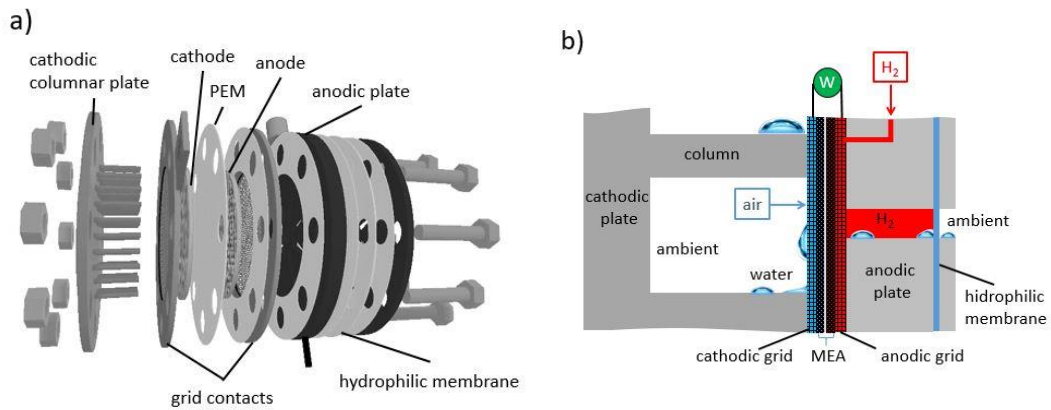 a)
cathodic
columnar plate
cathode
PEM
anode
anodic plate
grid contacts
hydrophilic membrane
b)
H₂
W
column
cathodic
plate
air
H₂
ambient
ambient
water
anodic
plate
hidrophilic
membrane
cathodic grid
MEA
anodic grid